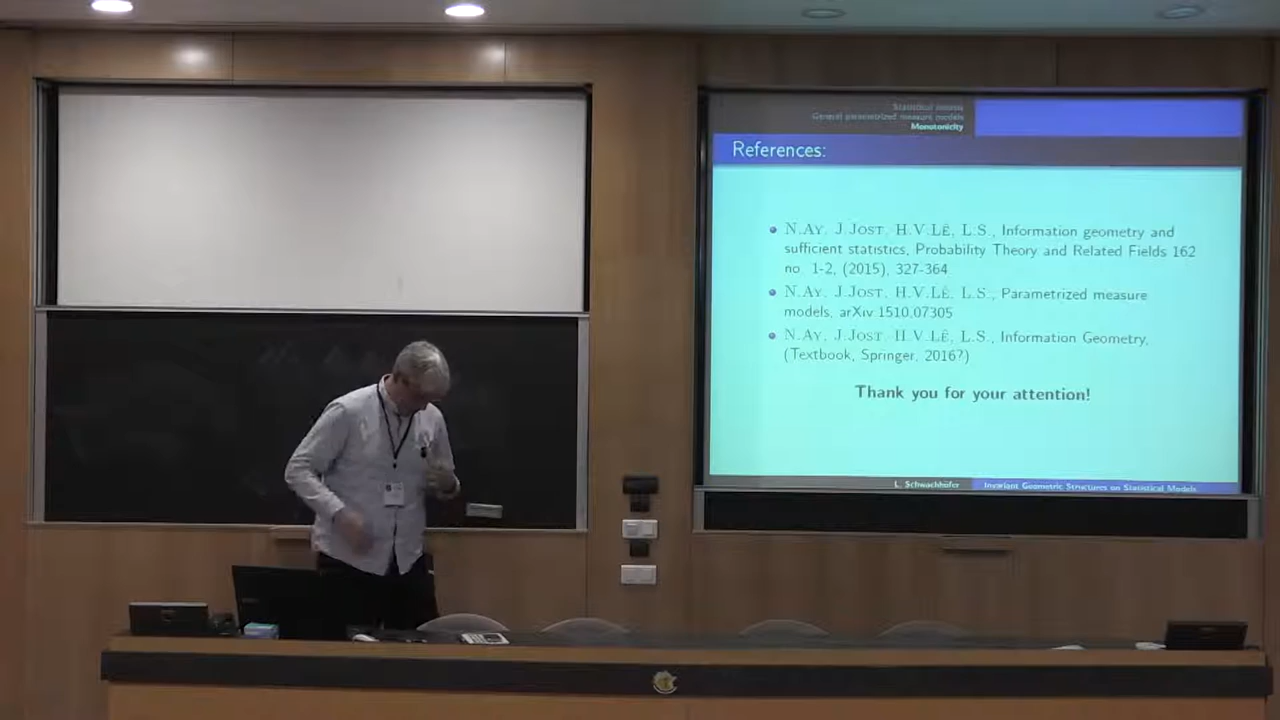 Statistical models
General parametrized measure models
Monotonicity
References:
N.Ay, J.Jost, H.V.Lê, L.S., Information geometry and
sufficient statistics, Probability Theory and Related Fields 162
no. 1-2, (2015), 327-364
N.Ay, J.Jost, H.V.Lê, L.S., Parametrized measure
models, arXiv:1510.07305
N.Ay, J.Jost, H.V.Lê, L.S., Information Geometry,
(Textbook, Springer, 2016?)
Thank you for your attention!
L. Schwachhöfer
Invariant Geometric Structures on Statistical Models